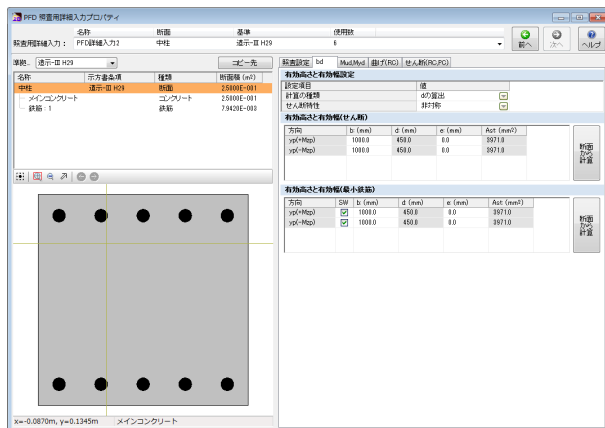 PFD 照査用詳細入力プロパティ
名称 断面 基準 使用数
照査用詳細入力： PFD詳細入力2 中柱 道示-III H29 6
前へ 次へ ヘルプ
準拠.. 道示-III H29 コピー先
名称 示方書条項 種類 断面積 (m²)
中柱 道示-III H29 断面 2.5000E-001
メインコンクリート コンクリート 2.5000E-001
鉄筋：1 鉄筋 7.9420E-003
照査設定 bd Mud,Myd 曲げ(RC) せん断(RC,PC)
有効高さと有効幅設定
設定項目 値
計算の種類 dの算出
せん断特性 非対称
有効高さと有効幅(せん断)
方向 b: (mm) d: (mm) e: (mm) Ast (mm²)
yp(+Mzp) 1000.0 450.0 0.0 3971.0
yp(-Mzp) 1000.0 450.0 0.0 3971.0
断面から計算
有効高さと有効幅(最小鉄筋)
方向 SW b: (mm) d: (mm) e: (mm) Ast (mm²)
yp(+Mzp) 1000.0 450.0 0.0 3971.0
yp(-Mzp) 1000.0 450.0 0.0 3971.0
断面から計算
x=-0.0870m, y=0.1345m メインコンクリート